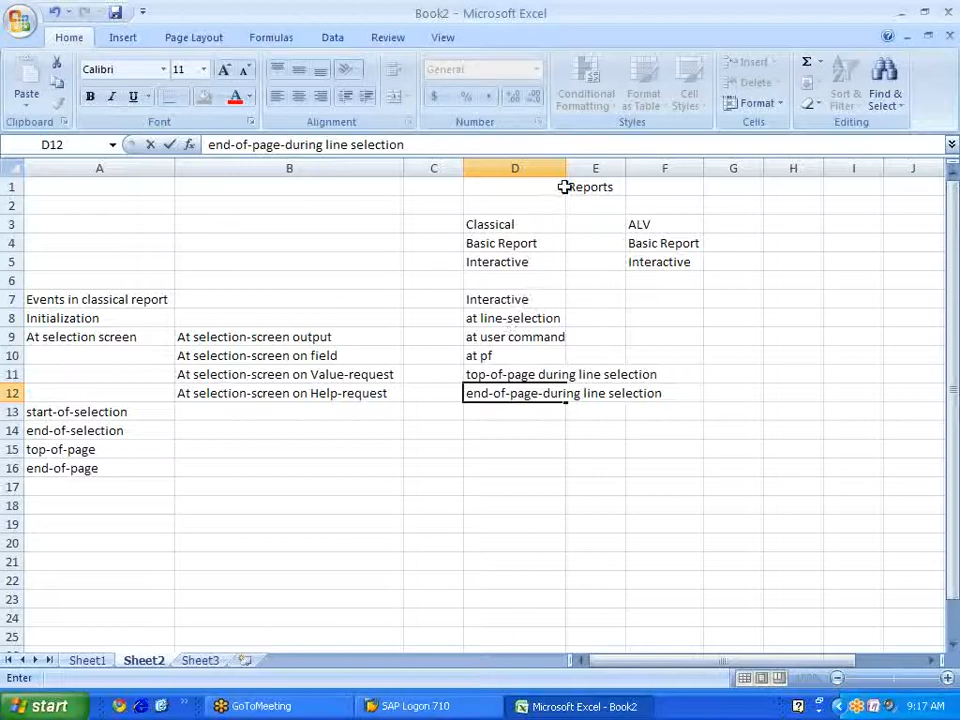 Book2 - Microsoft Excel
Home Insert Page Layout Formulas Data Review View
Calibri 11 General
Paste
B I U A $ % ,
Conditional Formatting Format as Table Cell Styles
Insert Delete Format
Sort & Filter Find & Select
Clipboard Font Alignment Number Styles Cells Editing
D12 fx end-of-page-during line selection
A B C D E F G H I J
1 Reports
2
3 Classical ALV
4 Basic Report Basic Report
5 Interactive Interactive
6
7 Events in classical report Interactive
8 Initialization at line-selection
9 At selection screen At selection-screen output at user command
10 At selection-screen on field at pf
11 At selection-screen on Value-request top-of-page during line selection
12 At selection-screen on Help-request end-of-page-during line selection
13 start-of-selection
14 end-of-selection
15 top-of-page
16 end-of-page
17
18
19
20
21
22
23
24
25
Sheet1 Sheet2 Sheet3
Enter
start GoToMeeting SAP Logon 710 Microsoft Excel - Book2 9:17 AM